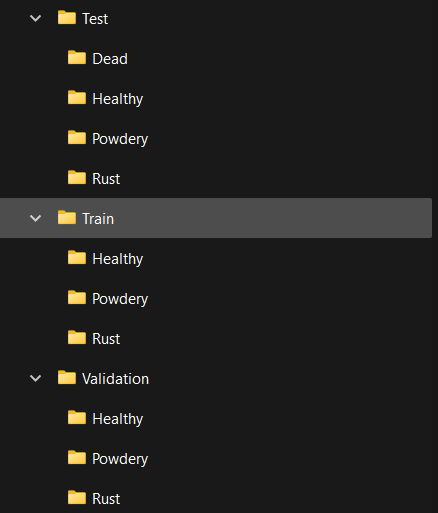 Test
Dead
Healthy
Powdery
Rust
Train
Healthy
Powdery
Rust
Validation
Healthy
Powdery
Rust